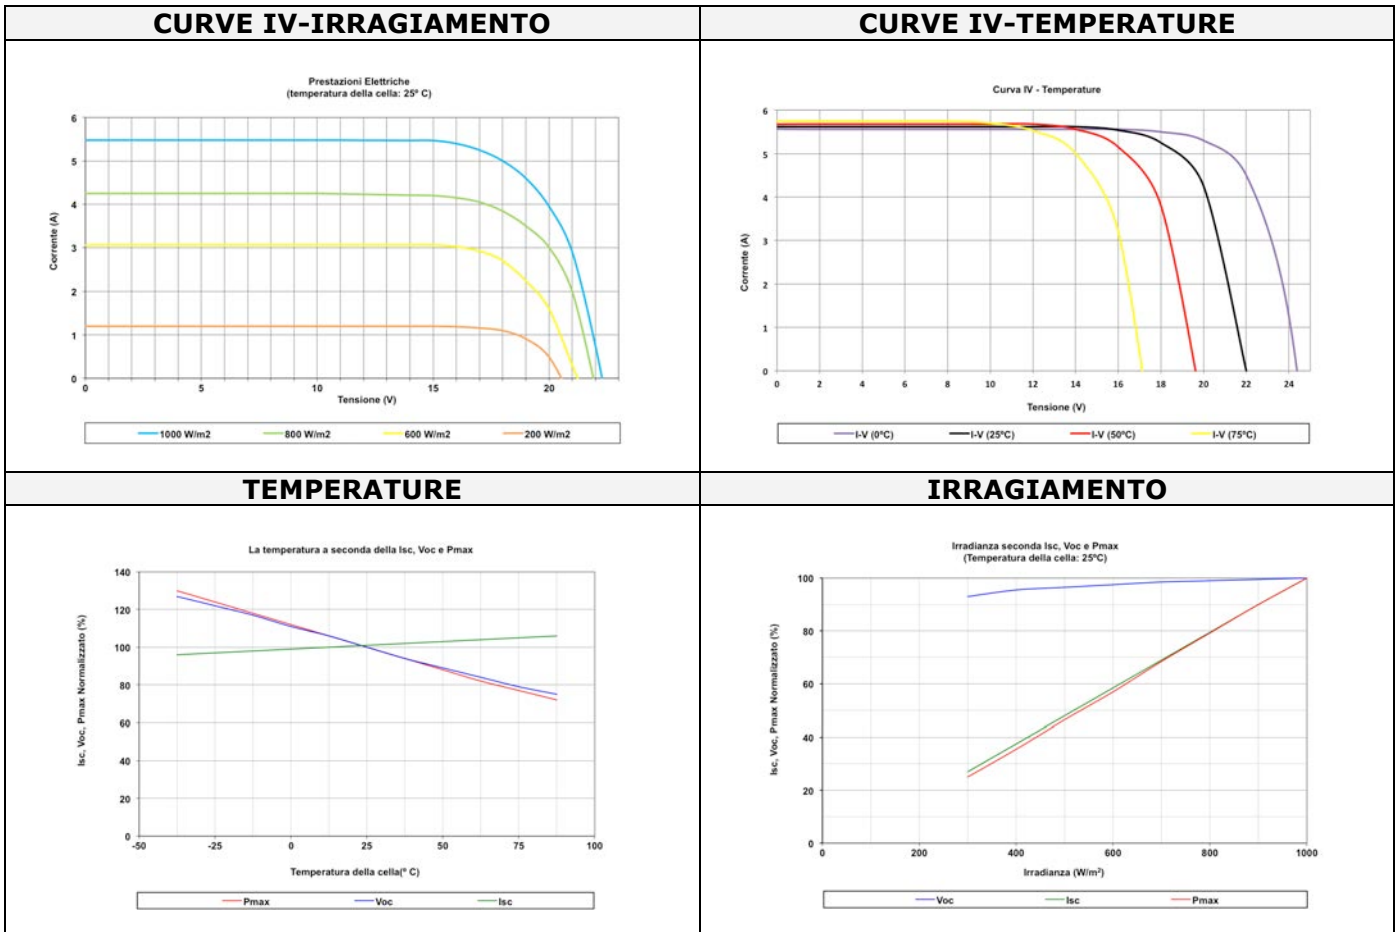 CURVE IV-IRRAGIAMENTO
CURVE IV-TEMPERATURE
Prestazioni Elettriche
(temperatura della cella: 25º C)
6
5
4
3
2
1
0
Corrente (A)
0 5 10 15 20
Tensione (V)
1000 W/m2 800 W/m2 600 W/m2 200 W/m2
Curva IV - Temperature
6
5
4
3
2
1
0
Corrente (A)
0 2 4 6 8 10 12 14 16 18 20 22 24
Tensione (V)
I-V (0ºC) I-V (25ºC) I-V (50ºC) I-V (75ºC)
TEMPERATURE
IRRAGIAMENTO
La temperatura a seconda della Isc, Voc e Pmax
140
120
100
80
60
40
20
0
Isc, Voc, Pmax Normalizzato (%)
-50 -25 0 25 50 75 100
Temperatura della cella(º C)
Pmax Voc Isc
Irradianza seconda Isc, Voc e Pmax
(Temperatura della cella: 25ºC)
100
80
60
40
20
0
Isc, Voc, Pmax Normalizzato (%)
0 200 400 600 800 1000
Irradianza (W/m²)
Voc Isc Pmax